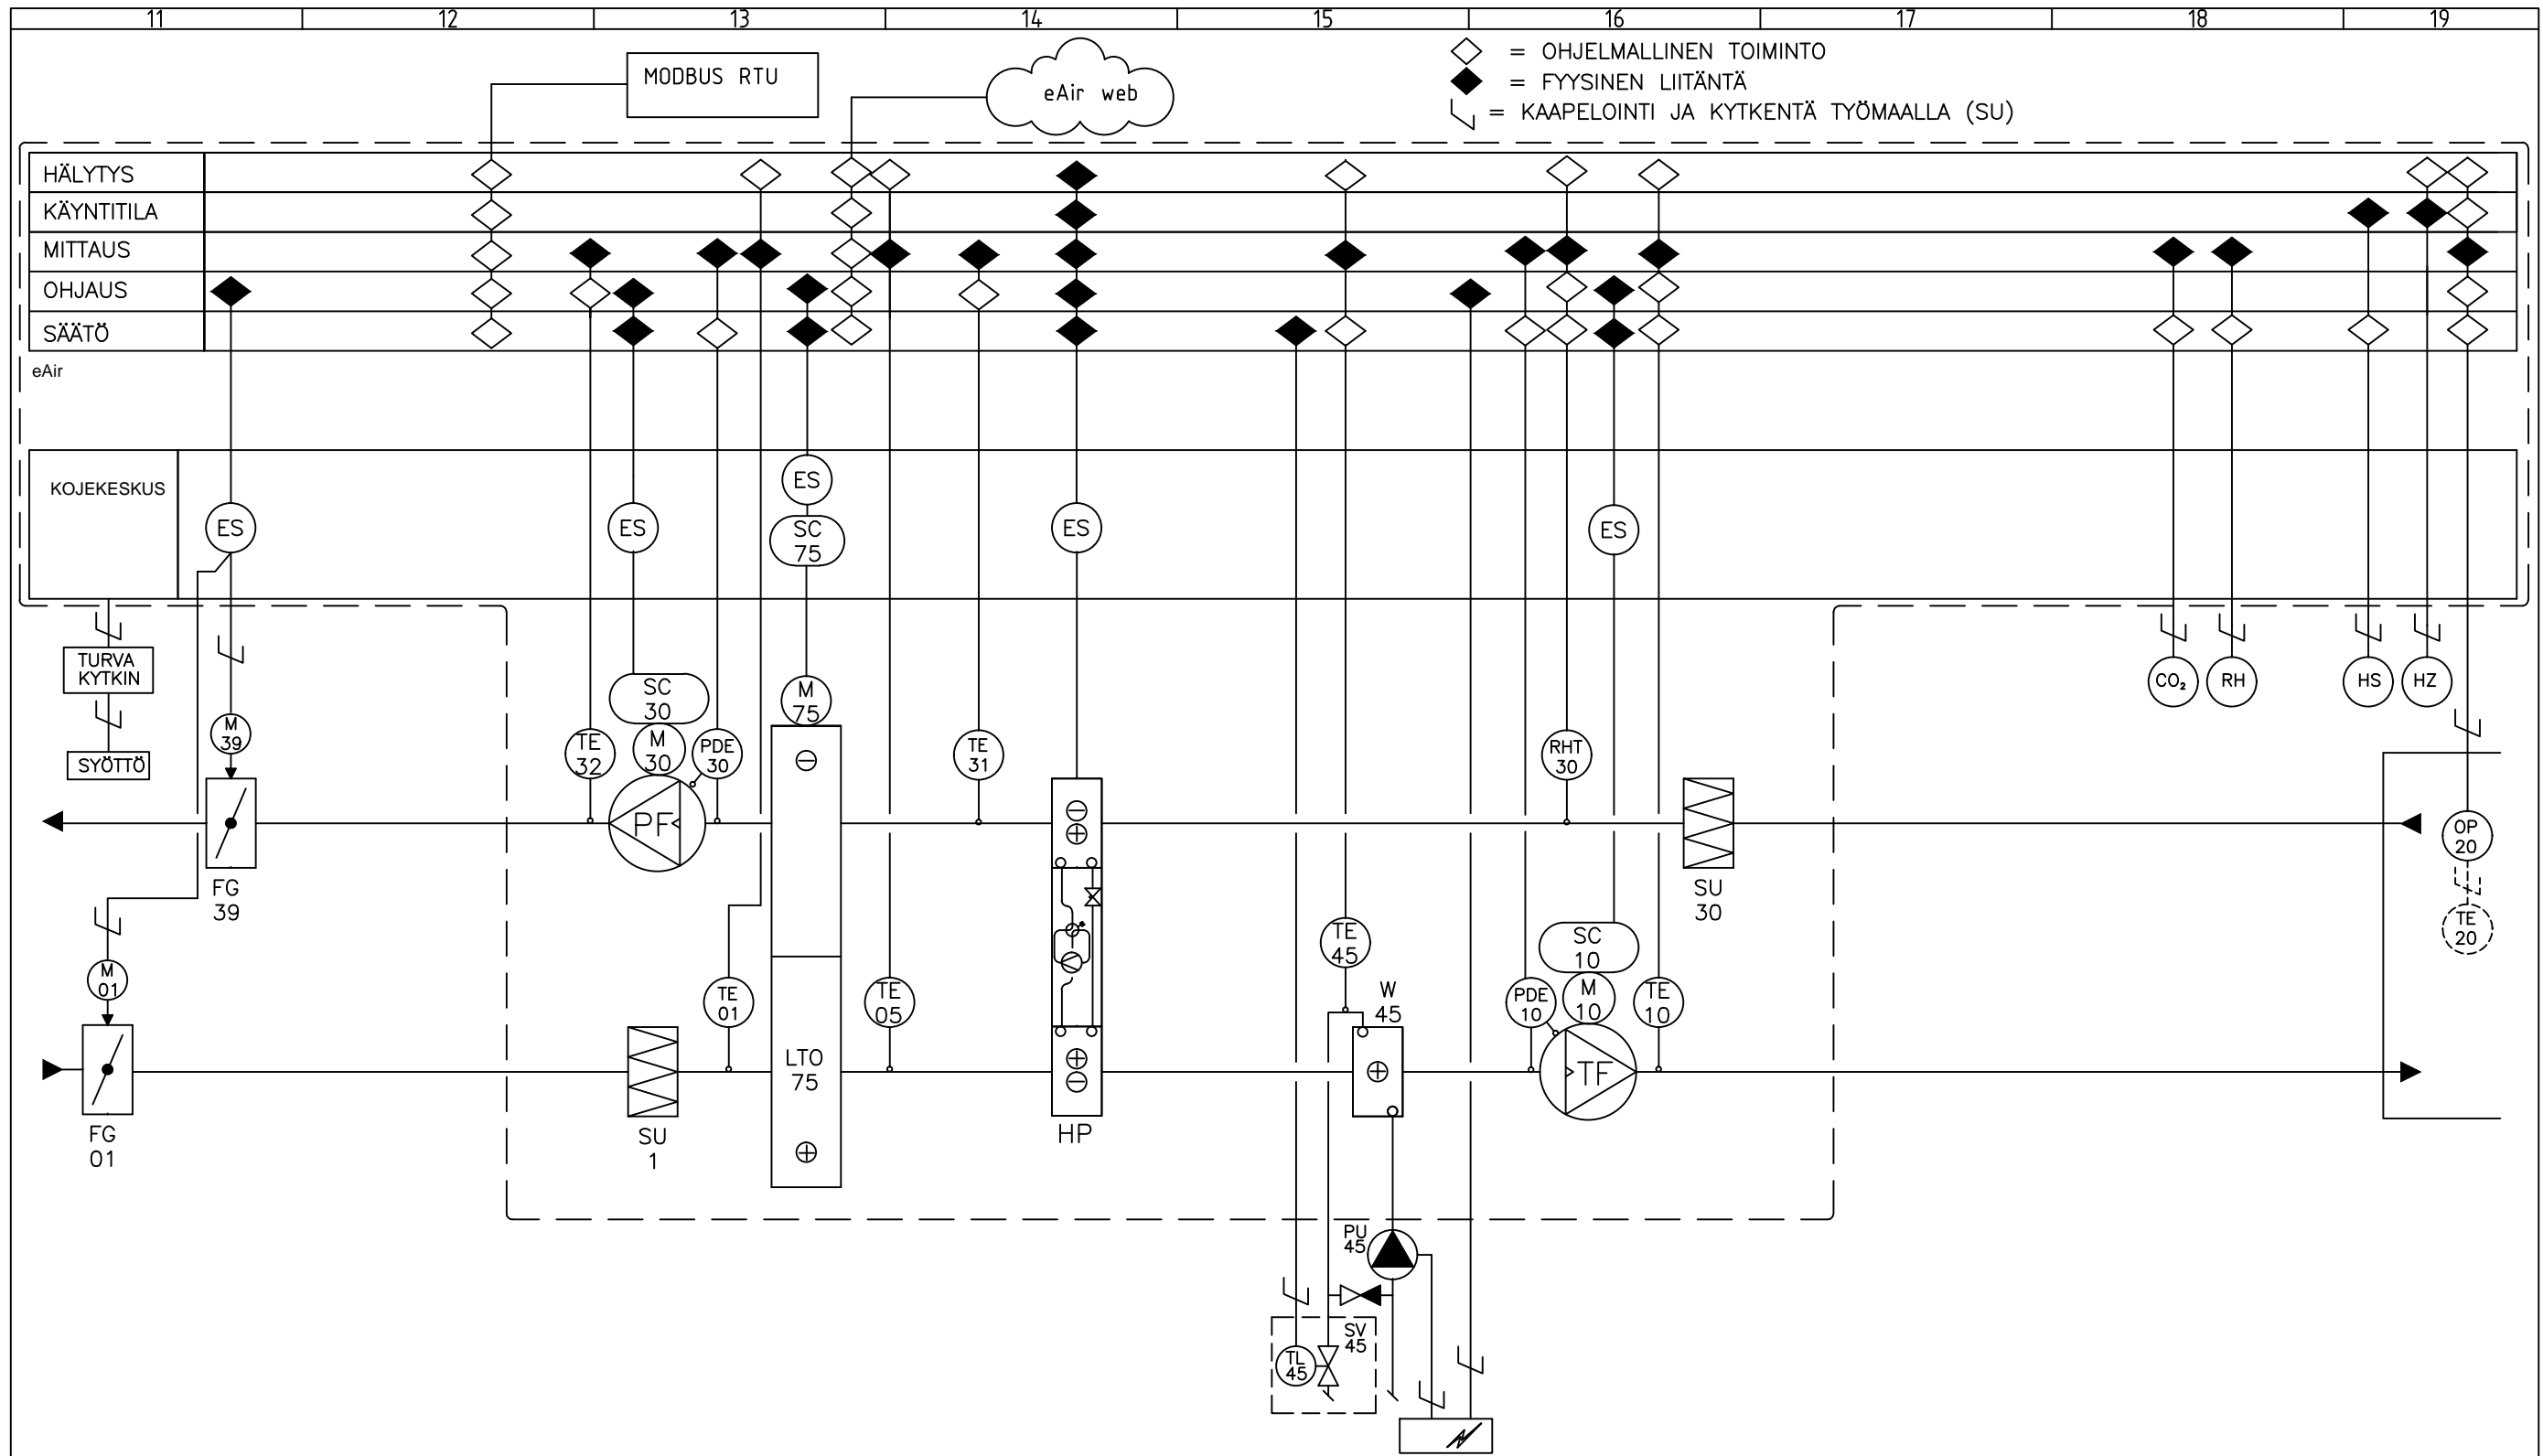 11 12 13 14 15 16 17 18 19
MODBUS RTU
eAir web
= OHJELMALLINEN TOIMINTO
= FYYSINEN LIITÄNTÄ
= KAAPELOINTI JA KYTKENTÄ TYÖMAALLA (SU)
HÄLYTYS
KÄYNTITILA
MITTAUS
OHJAUS
SÄÄTÖ
eAir
KOJEKESKUS
ES
ES
ES
SC
75
ES
ES
TURVA
KYTKIN
SYÖTTÖ
M
39
FG
39
M
01
FG
01
TE
32
SC
30
M
30
PF
PDE
30
M
75
TE
31
RHT
30
SU
30
CO₂
RH
HS
HZ
OP
20
TE
20
TE
01
SU
1
LTO
75
TE
05
HP
TE
45
W
45
PDE
10
SC
10
M
10
TF
TE
10
PU
45
SV
45
TL
45